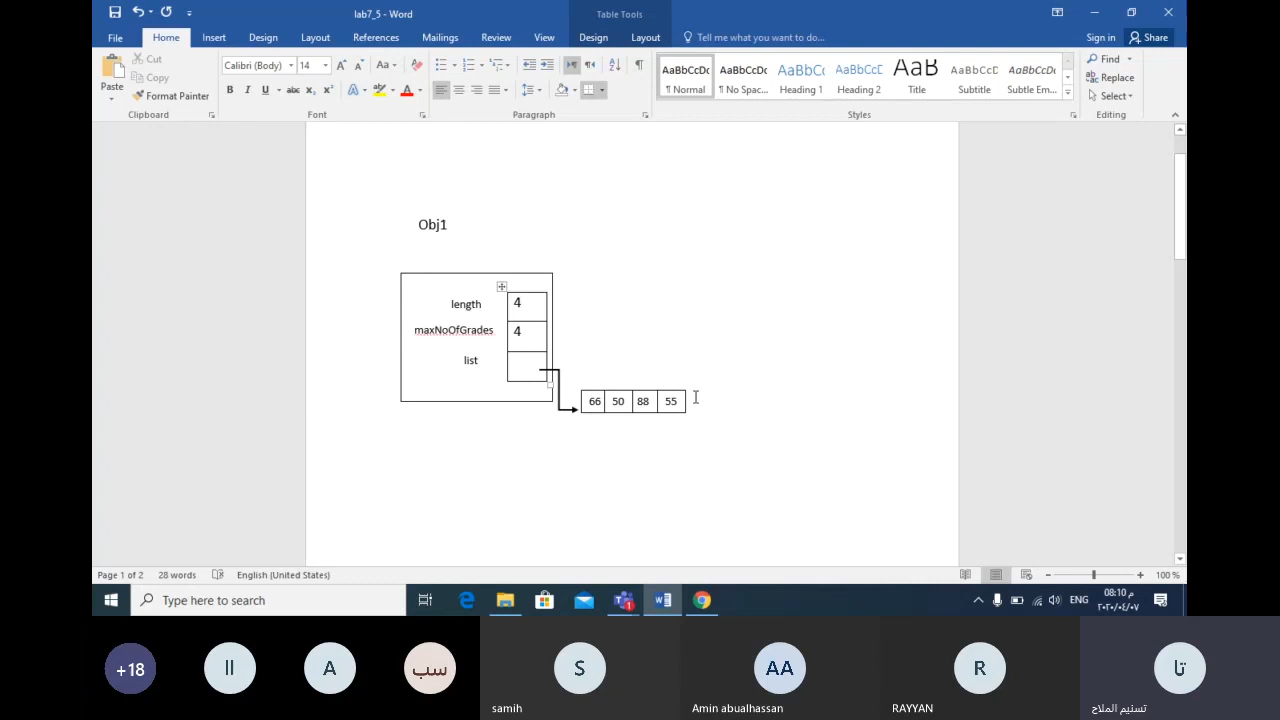 lab7_5 - Word
Table Tools
File Home Insert Design Layout References Mailings Review View Design Layout Tell me what you want to do... Sign in Share
Paste
Cut
Copy
Format Painter
Clipboard
Calibri (Body) 14
Font
Paragraph
AaBbCcDc AaBbCcDc AaBbCc AaBbCcD AaB AaBbCcD AaBbCcDc
¶ Normal ¶ No Spac... Heading 1 Heading 2 Title Subtitle Subtle Em...
Styles
Find
Replace
Select
Editing
Obj1
length 4
maxNoOfGrades 4
list
66 50 88 55
Page 1 of 2 28 words English (United States) 100 %
Type here to search
ENG
08:10 م
٢٠٢٠/٠٤/٠٧
+18 اا A سب S AA R تا
samih Amin abualhassan RAYYAN تسنيم الملاح